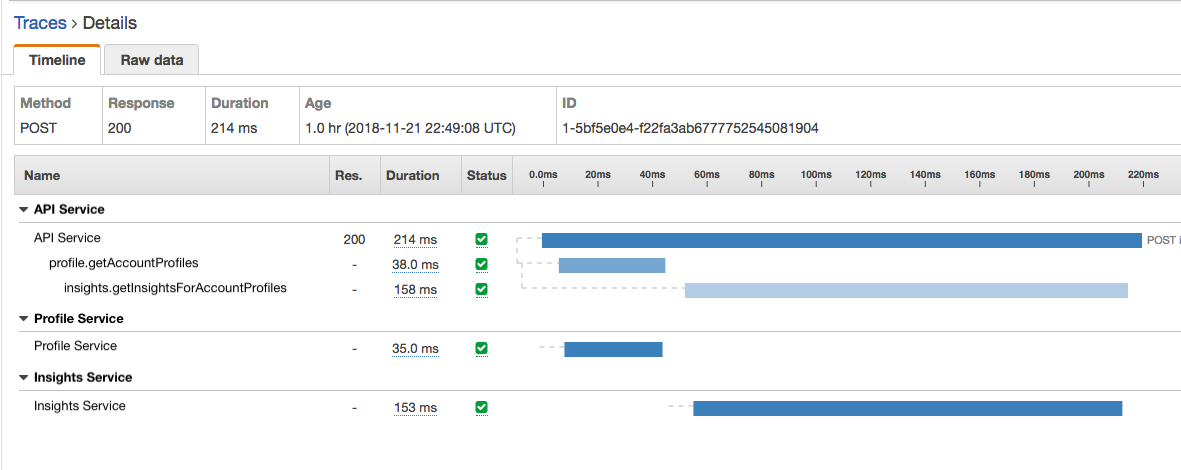 Traces > Details
Timeline Raw data
Method Response Duration Age ID
POST 200 214 ms 1.0 hr (2018-11-21 22:49:08 UTC) 1-5bf5e0e4-f22fa3ab6777752545081904
Name Res. Duration Status 0.0ms 20ms 40ms 60ms 80ms 100ms 120ms 140ms 160ms 180ms 200ms 220ms
API Service
API Service 200 214 ms POST i
profile.getAccountProfiles - 38.0 ms
insights.getInsightsForAccountProfiles - 158 ms
Profile Service
Profile Service - 35.0 ms
Insights Service
Insights Service - 153 ms